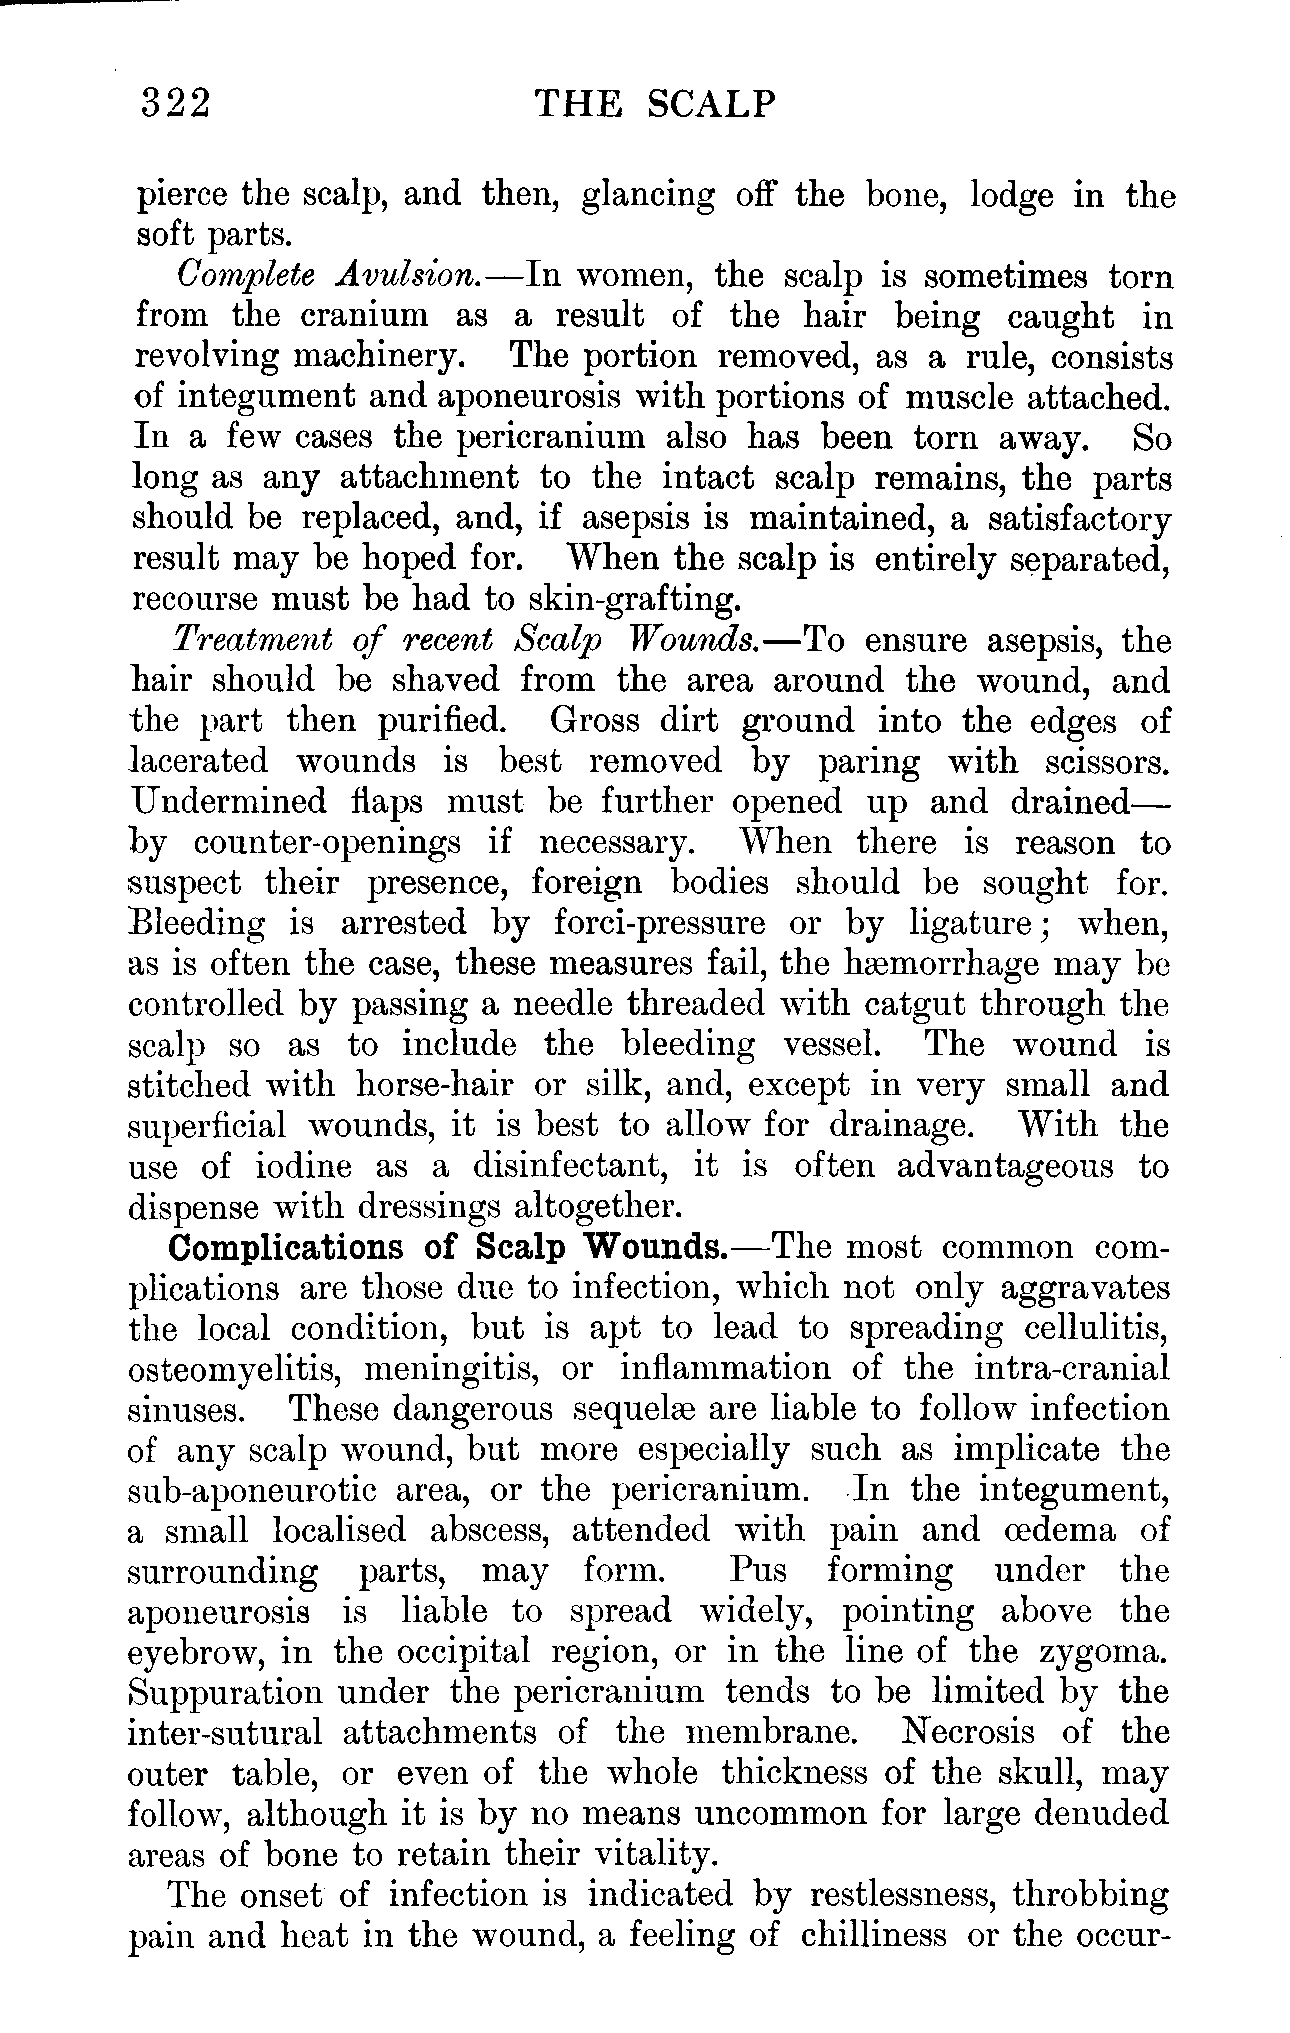 322 THE SCALP
pierce the scalp, and then, glancing off the bone, lodge in the
soft parts.
Complete Avulsion.—In women, the scalp is sometimes torn
from the cranium as a result of the hair being caught in
revolving machinery. The portion removed, as a rule, consists
of integument and aponeurosis with portions of muscle attached.
In a few cases the pericranium also has been torn away. So
long as any attachment to the intact scalp remains, the parts
should be replaced, and, if asepsis is maintained, a satisfactory
result may be hoped for. When the scalp is entirely separated,
recourse must be had to skin-grafting.
Treatment of recent Scalp Wounds.—To ensure asepsis, the
hair should be shaved from the area around the wound, and
the part then purified. Gross dirt ground into the edges of
lacerated wounds is best removed by paring with scissors.
Undermined flaps must be further opened up and drained—
by counter-openings if necessary. When there is reason to
suspect their presence, foreign bodies should be sought for.
Bleeding is arrested by forci-pressure or by ligature; when,
as is often the case, these measures fail, the hæmorrhage may be
controlled by passing a needle threaded with catgut through the
scalp so as to include the bleeding vessel. The wound is
stitched with horse-hair or silk, and, except in very small and
superficial wounds, it is best to allow for drainage. With the
use of iodine as a disinfectant, it is often advantageous to
dispense with dressings altogether.
Complications of Scalp Wounds.—The most common com-
plications are those due to infection, which not only aggravates
the local condition, but is apt to lead to spreading cellulitis,
osteomyelitis, meningitis, or inflammation of the intra-cranial
sinuses. These dangerous sequelæ are liable to follow infection
of any scalp wound, but more especially such as implicate the
sub-aponeurotic area, or the pericranium. In the integument,
a small localised abscess, attended with pain and œdema of
surrounding parts, may form. Pus forming under the
aponeurosis is liable to spread widely, pointing above the
eyebrow, in the occipital region, or in the line of the zygoma.
Suppuration under the pericranium tends to be limited by the
inter-sutural attachments of the membrane. Necrosis of the
outer table, or even of the whole thickness of the skull, may
follow, although it is by no means uncommon for large denuded
areas of bone to retain their vitality.
The onset of infection is indicated by restlessness, throbbing
pain and heat in the wound, a feeling of chilliness or the occur-